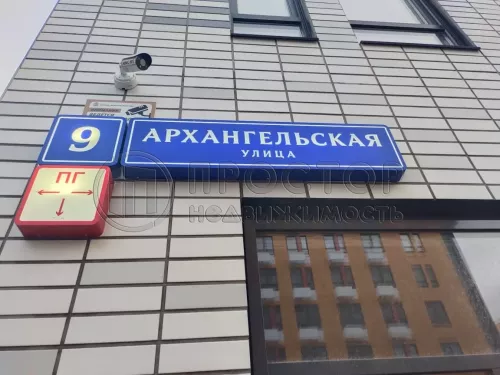 9
АРХАНГЕЛЬСКАЯ
УЛИЦА
ПГ
ПРОСТОР
НЕДВИЖИМОСТЬ